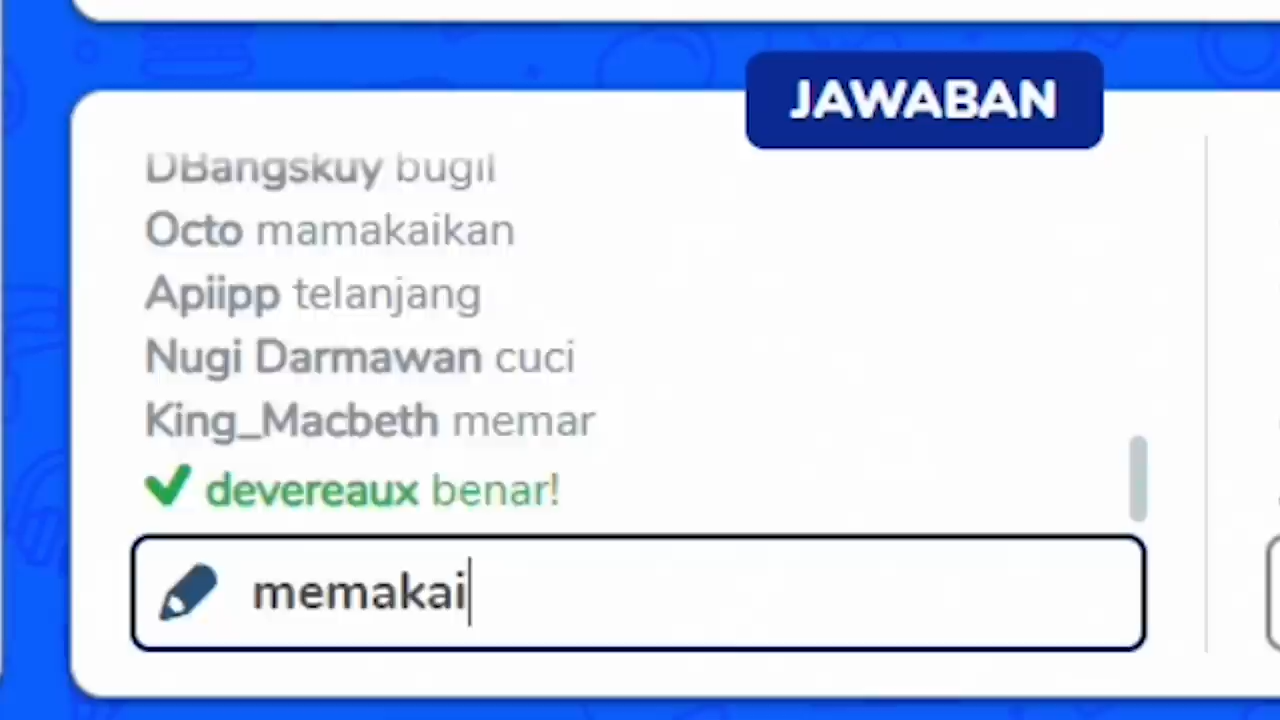 JAWABAN
DBangskuy bugil
Octo mamakaikan
Apiipp telanjang
Nugi Darmawan cuci
King_Macbeth memar
devereaux benar!
memakai